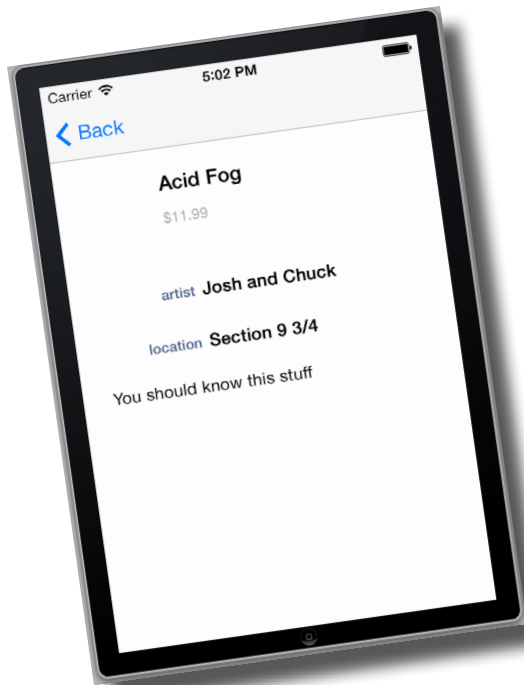 Carrier 5:02 PM
Back
Acid Fog
$11.99
artist Josh and Chuck
location Section 9 3/4
You should know this stuff